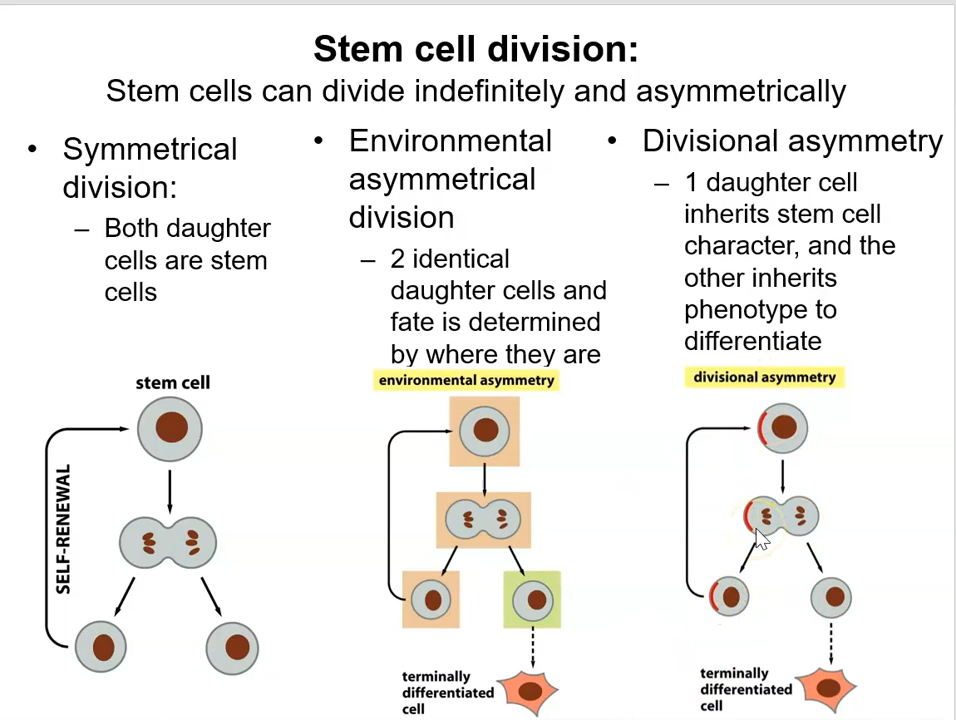 Stem cell division:
Stem cells can divide indefinitely and asymmetrically
• Symmetrical
division:
– Both daughter
cells are stem
cells
• Environmental
asymmetrical
division
– 2 identical
daughter cells and
fate is determined
by where they are
• Divisional asymmetry
– 1 daughter cell
inherits stem cell
character, and the
other inherits
phenotype to
differentiate
stem cell
SELF-RENEWAL
environmental asymmetry
terminally
differentiated
cell
divisional asymmetry
terminally
differentiated
cell